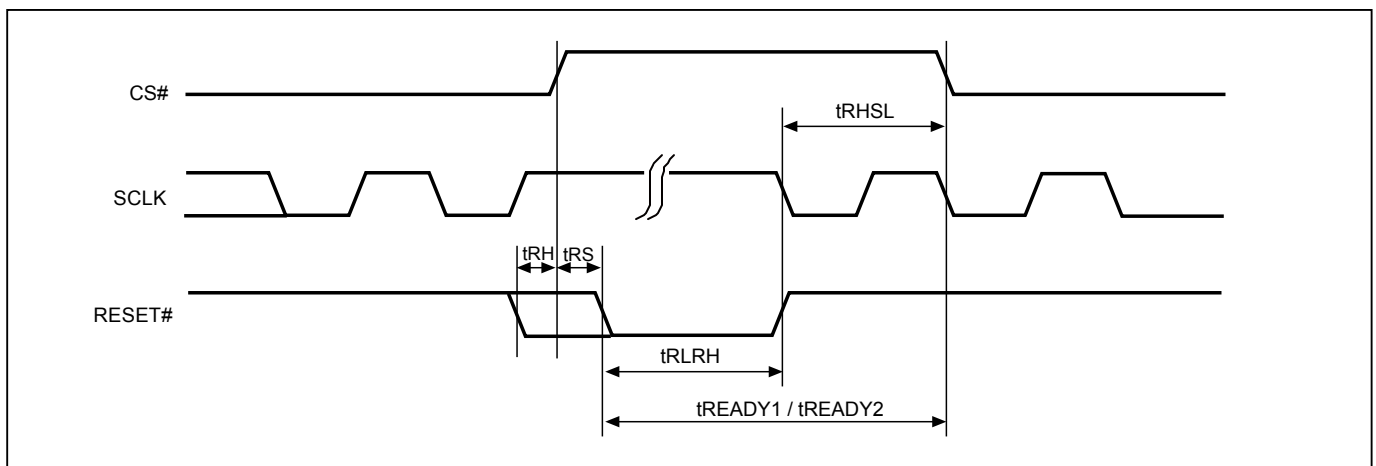 CS#
tRHSL
SCLK
tRH tRS
RESET#
tRLRH
tREADY1 / tREADY2